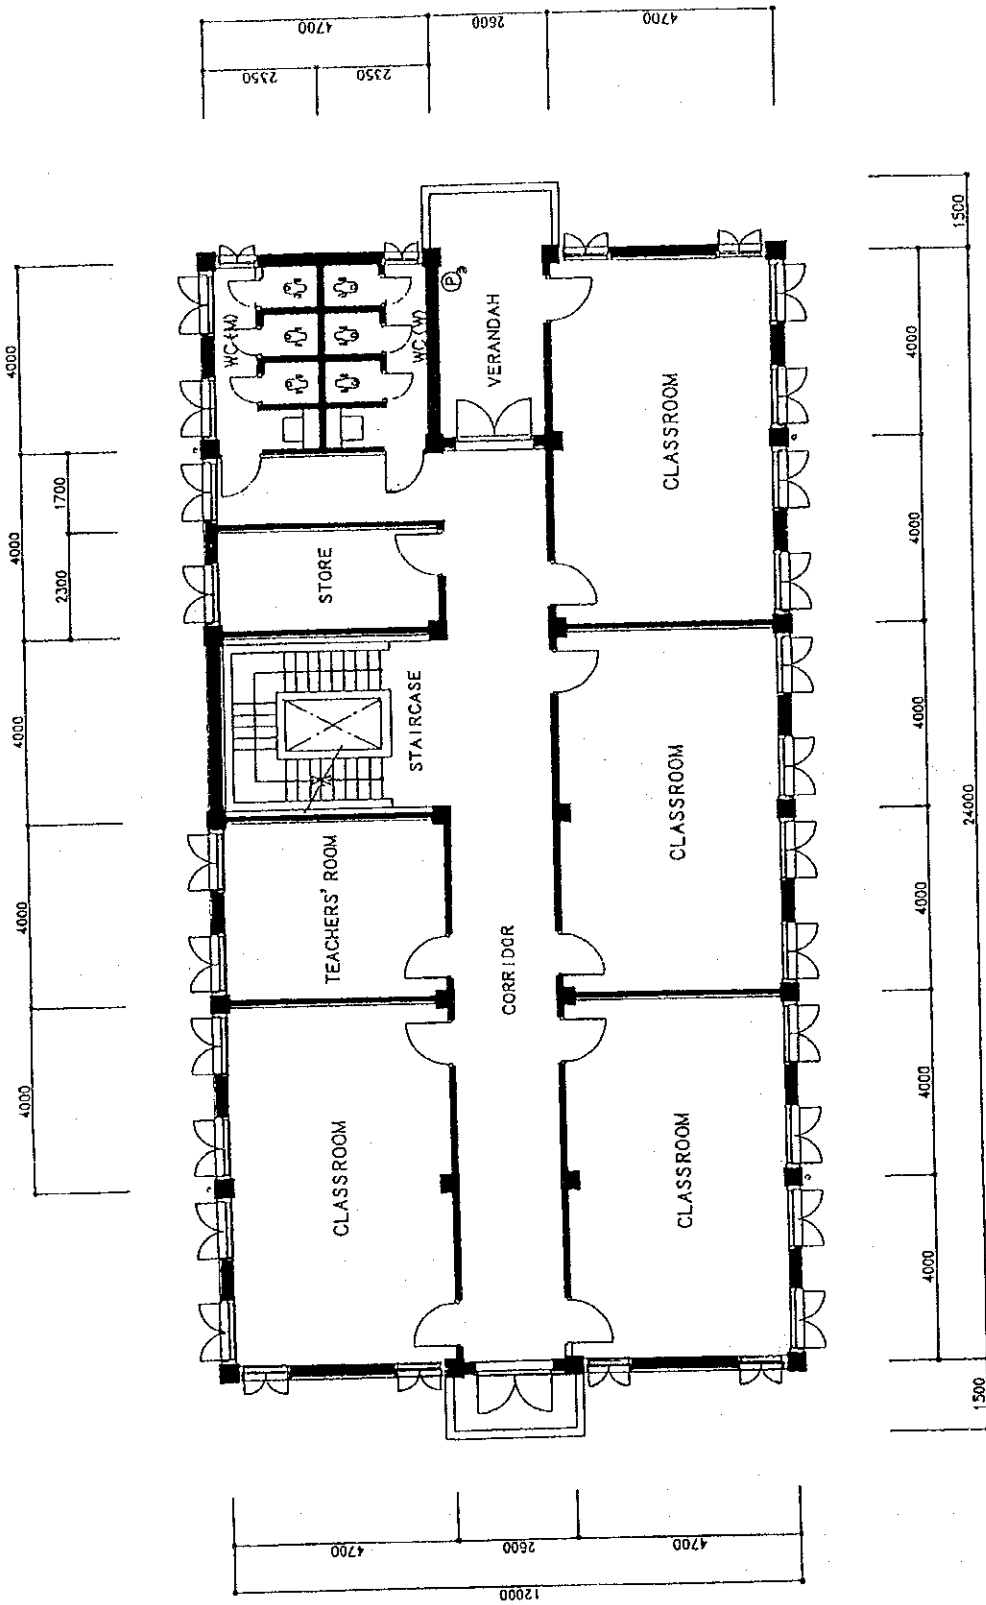 4700
2600
4700
2350
2350
1500
4000
4000
4000
4000
4000
1700
2300
24000
4000
4000
4000
4000
4000
4000
1500
WC (M)
WC (W)
P
VERANDAH
CLASSROOM
STORE
STAIRCASE
CLASSROOM
TEACHERS' ROOM
CORRIDOR
CLASSROOM
CLASSROOM
4700
2600
4700
12000